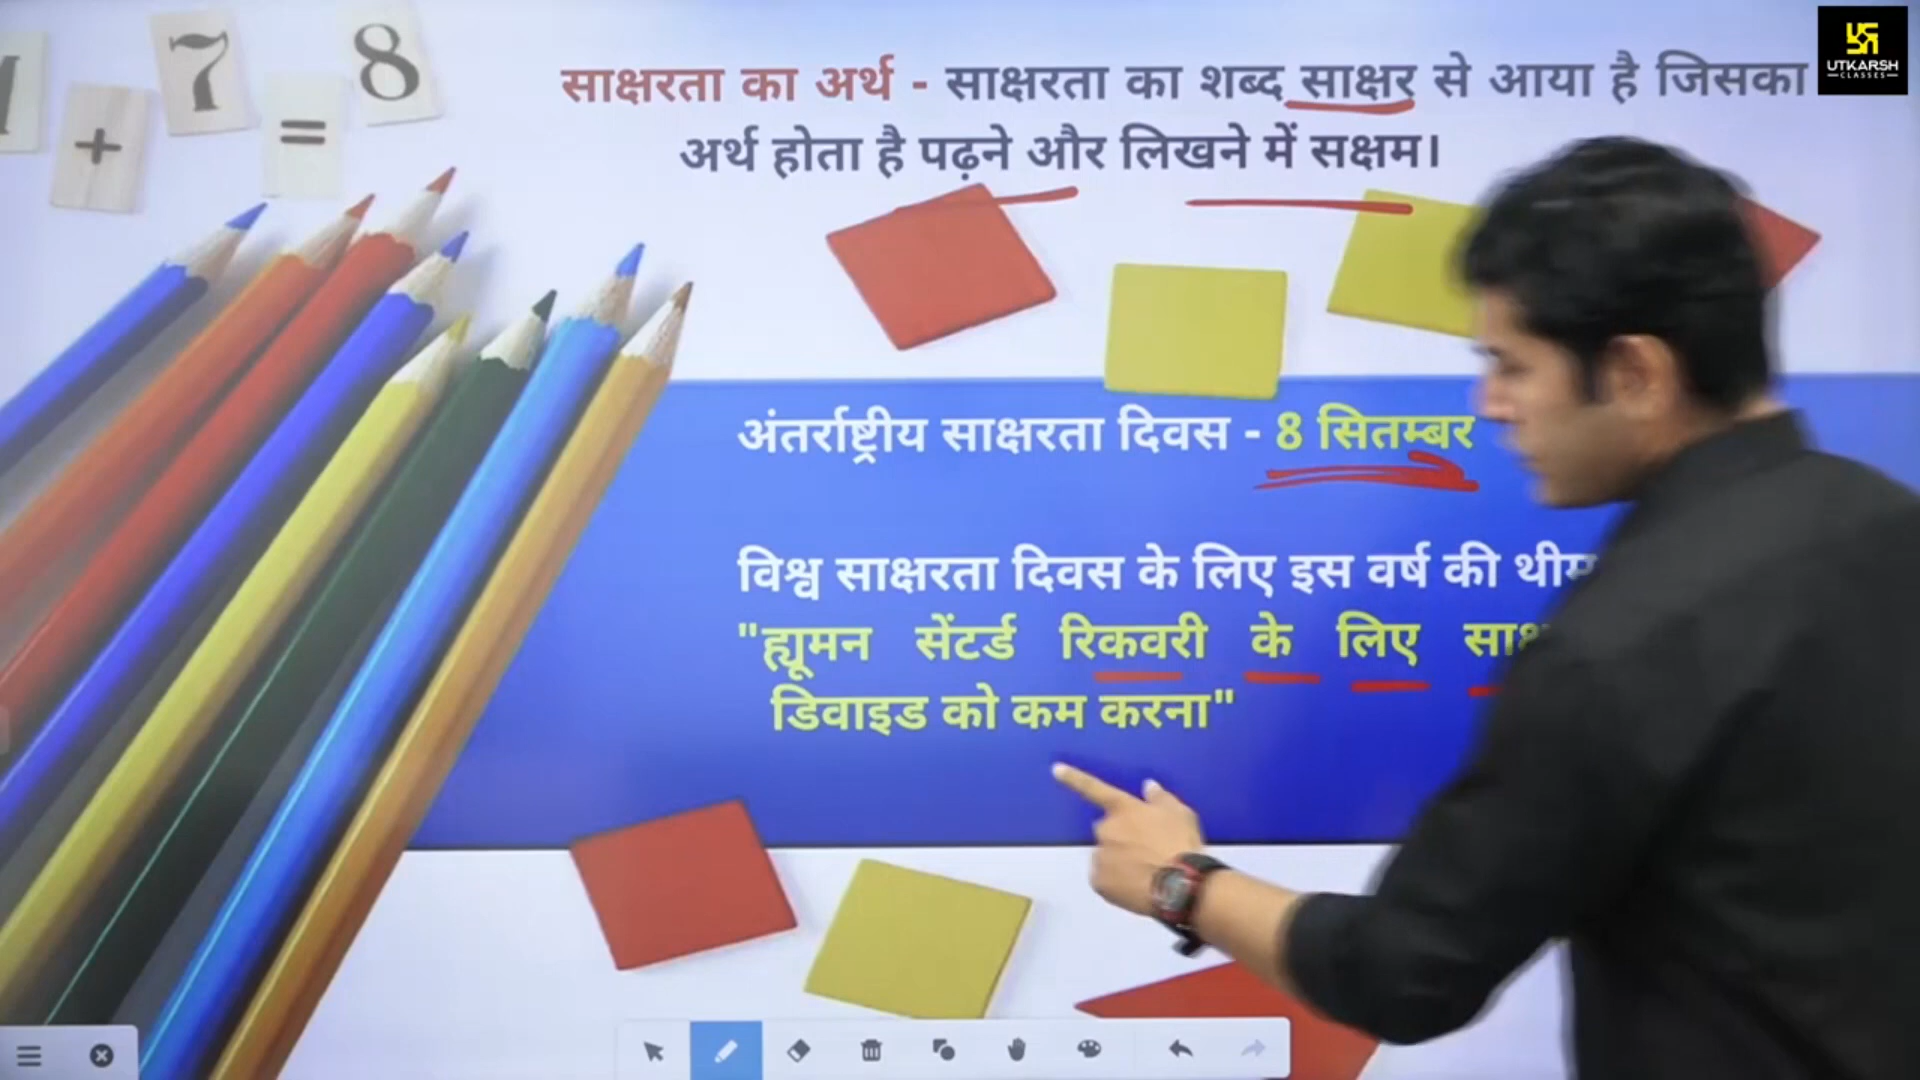 7
8
+
=
साक्षरता का अर्थ - साक्षरता का शब्द साक्षर से आया है जिसका
अर्थ होता है पढ़ने और लिखने में सक्षम।
UTKARSH
CLASSES
अंतर्राष्ट्रीय साक्षरता दिवस - 8 सितम्बर
विश्व साक्षरता दिवस के लिए इस वर्ष की थीम
"ह्यूमन सेंटर्ड रिकवरी के लिए
डिवाइड को कम करना"